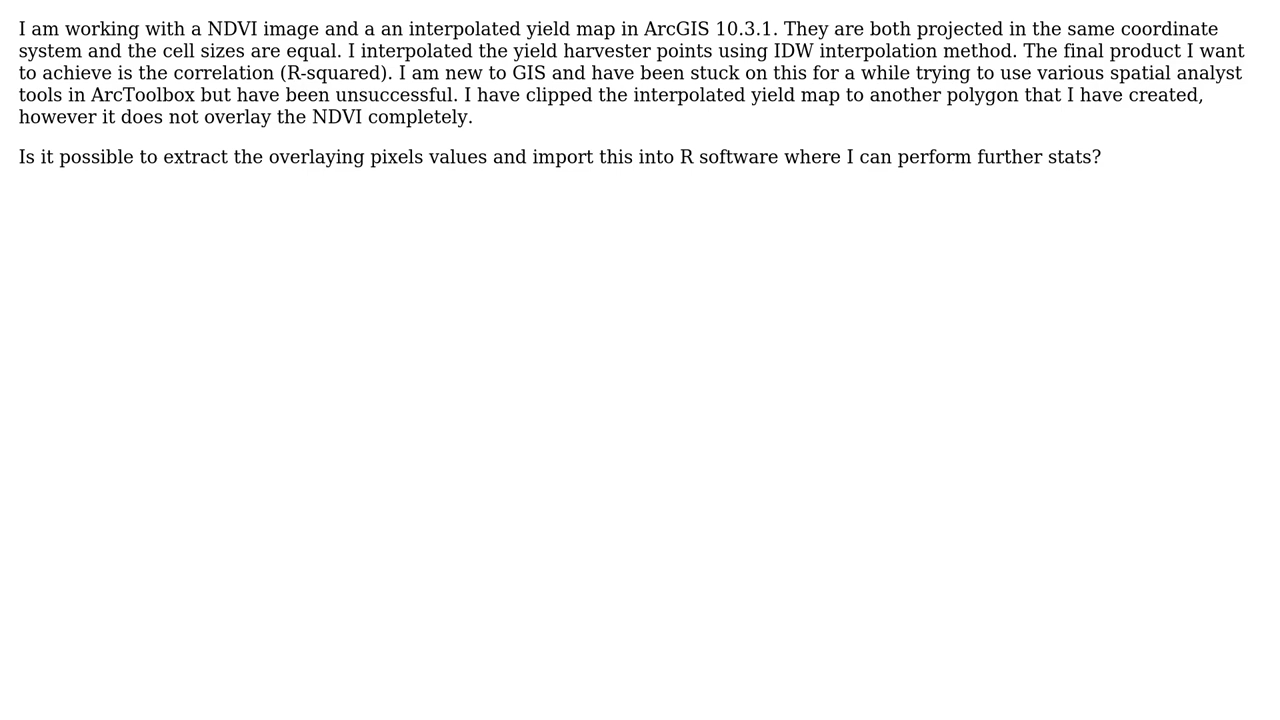 I am working with a NDVI image and a an interpolated yield map in ArcGIS 10.3.1. They are both projected in the same coordinate
system and the cell sizes are equal. I interpolated the yield harvester points using IDW interpolation method. The final product I want
to achieve is the correlation (R-squared). I am new to GIS and have been stuck on this for a while trying to use various spatial analyst
tools in ArcToolbox but have been unsuccessful. I have clipped the interpolated yield map to another polygon that I have created,
however it does not overlay the NDVI completely.
Is it possible to extract the overlaying pixels values and import this into R software where I can perform further stats?